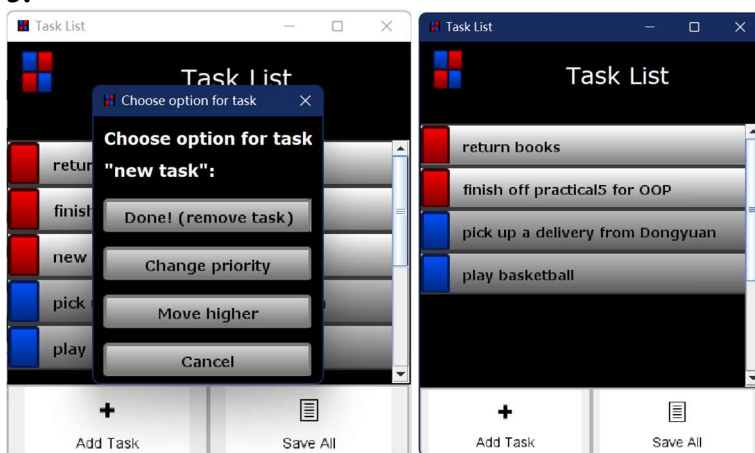 Task List
Task List
Choose option for task
Choose option for task
"new task":
retur
finish
new
pick
play
Done! (remove task)
Change priority
Move higher
Cancel
Add Task
Save All
Task List
Task List
return books
finish off practical5 for OOP
pick up a delivery from Dongyuan
play basketball
Add Task
Save All